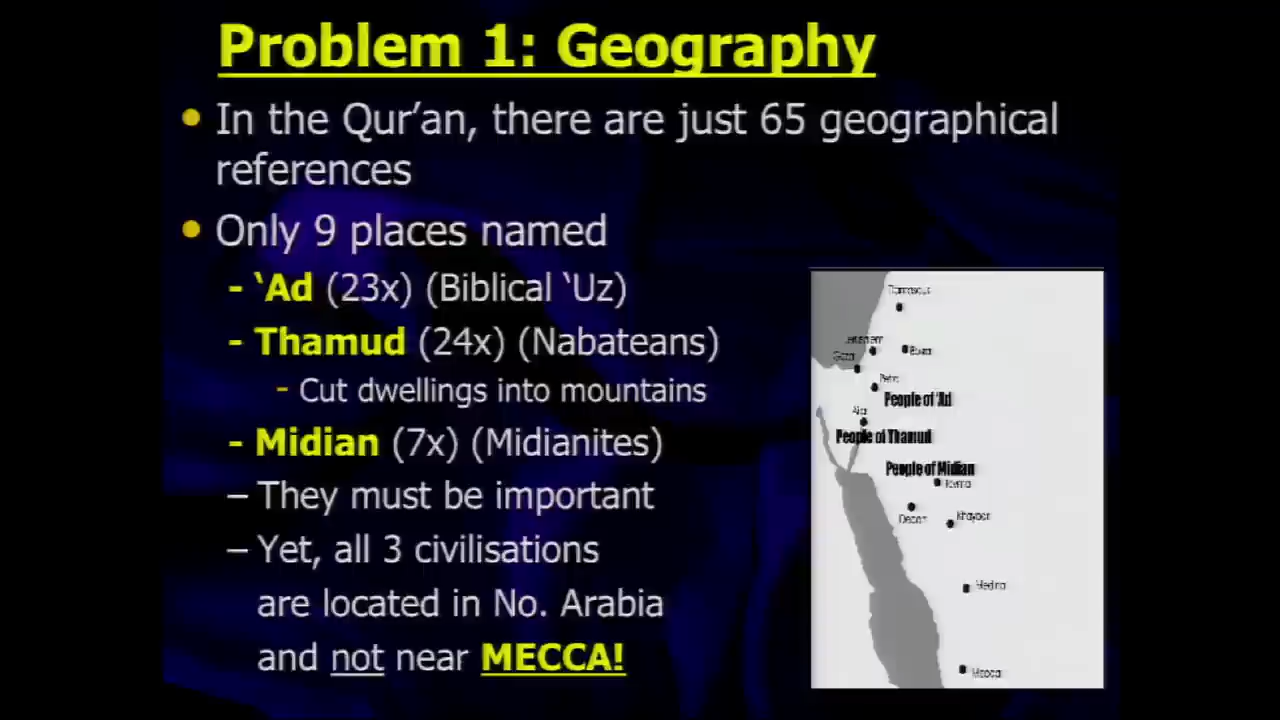 Problem 1: Geography
• In the Qur’an, there are just 65 geographical
references
• Only 9 places named
- ‘Ad (23x) (Biblical ‘Uz)
- Thamud (24x) (Nabateans)
- Cut dwellings into mountains
- Midian (7x) (Midianites)
– They must be important
– Yet, all 3 civilisations
are located in No. Arabia
and not near MECCA!
Damascus
Jerusalem
Gaza
Petra
People of ‘Ad
People of Thamud
People of Midian
Khaybar
Medina
Mecca